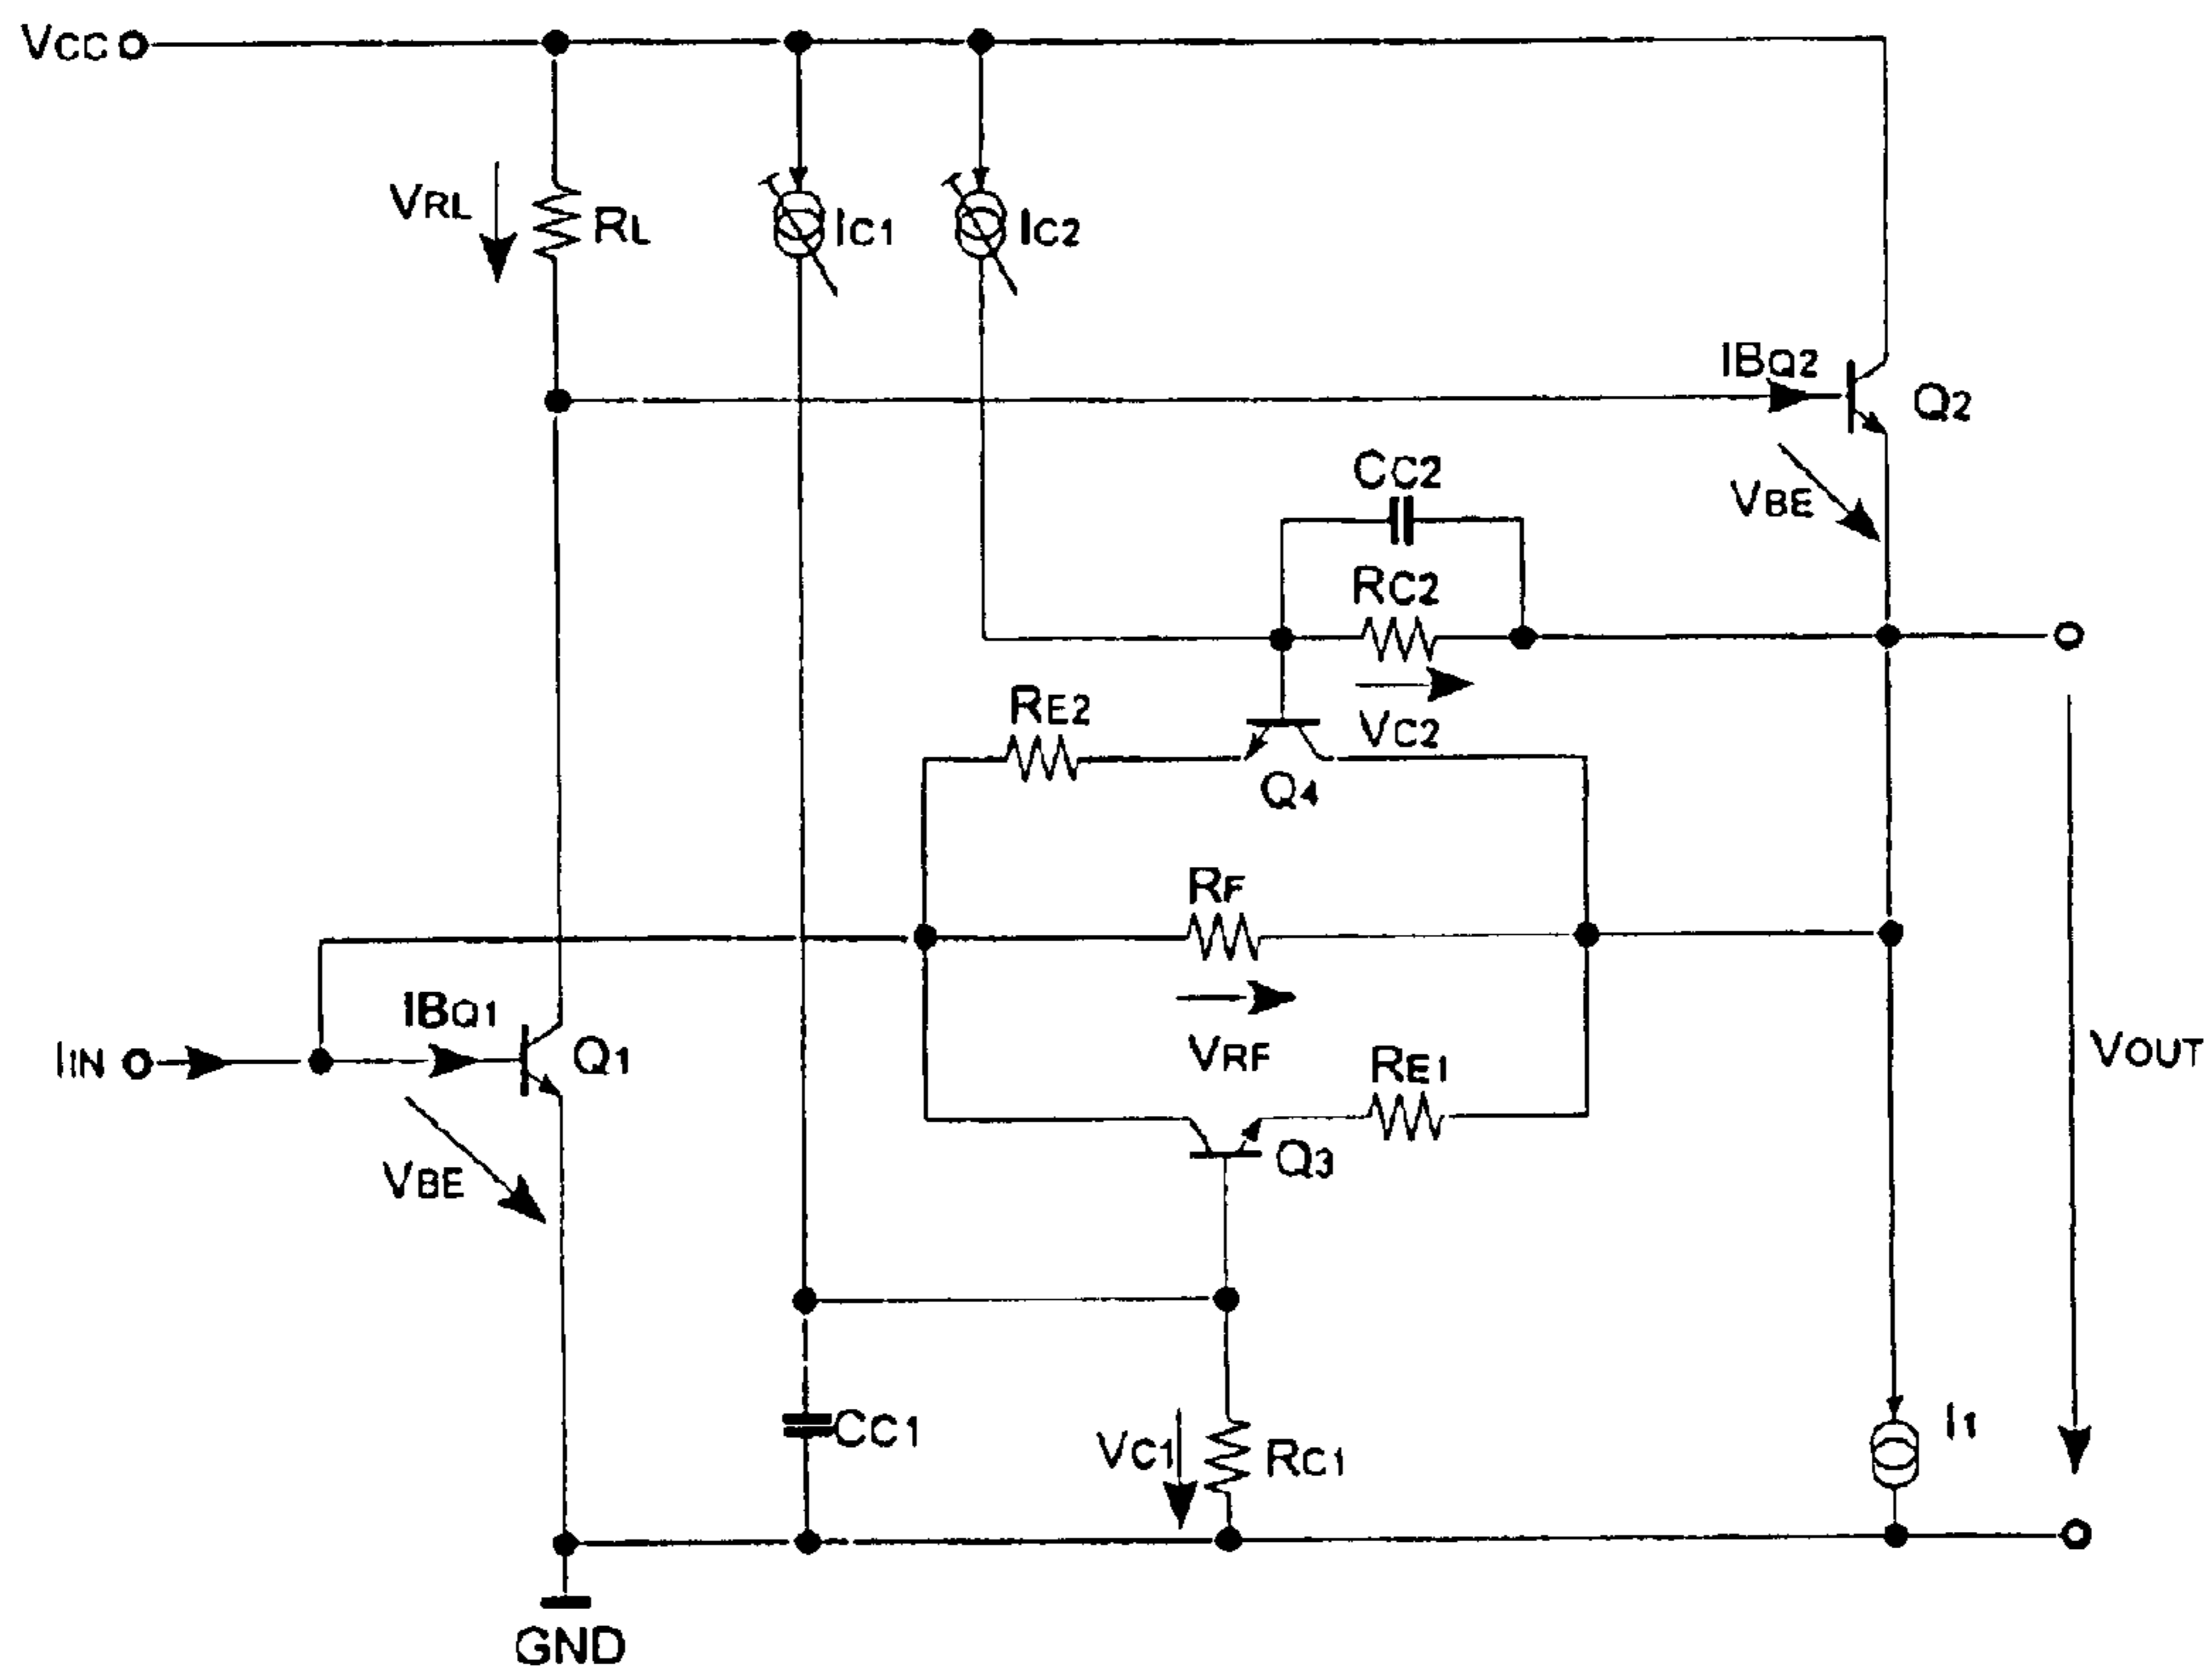 VCC
VRL
RL
IC1
IC2
IBQ2
Q2
VBE
CC2
RC2
VC2
RE2
Q4
RF
VRF
IBQ1
IIN
Q1
VBE
RE1
Q3
VOUT
CC1
VC1
RC1
I1
GND